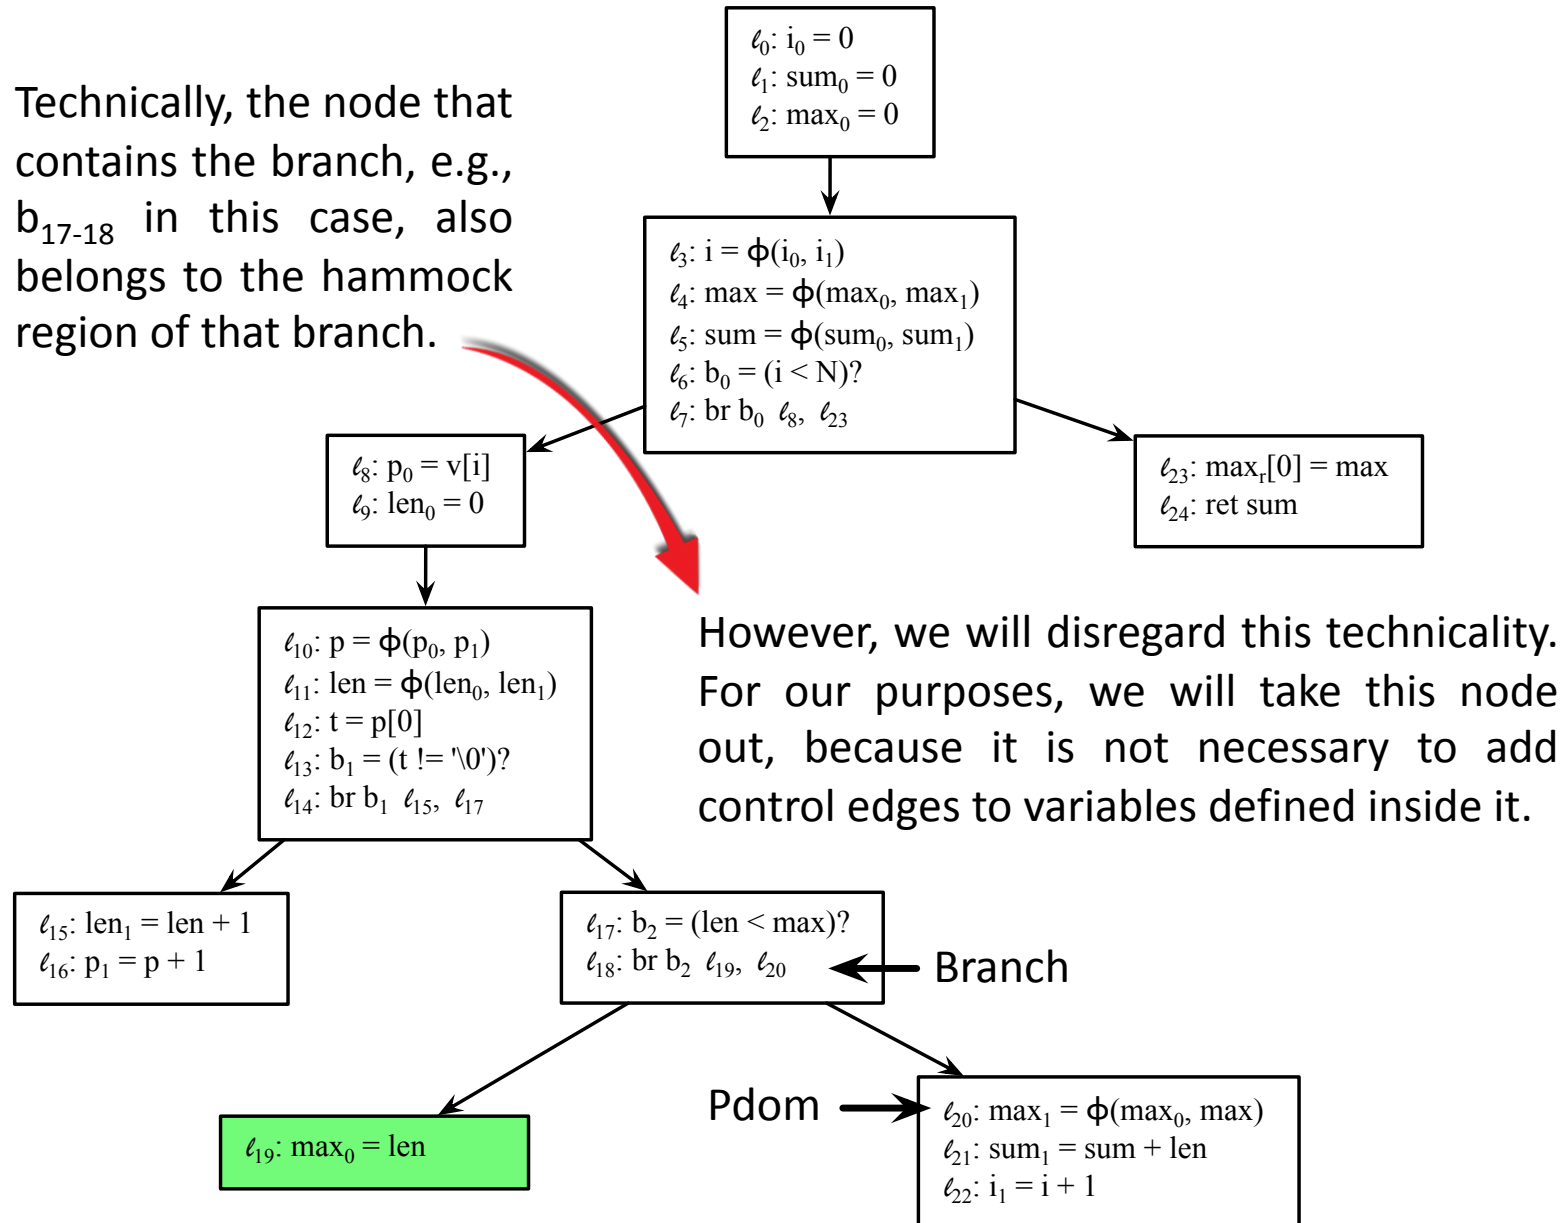 Technically, the node that
contains the branch, e.g.,
b₁₇₋₁₈ in this case, also
belongs to the hammock
region of that branch.
ℓ₀: i₀ = 0
ℓ₁: sum₀ = 0
ℓ₂: max₀ = 0
ℓ₃: i = ϕ(i₀, i₁)
ℓ₄: max = ϕ(max₀, max₁)
ℓ₅: sum = ϕ(sum₀, sum₁)
ℓ₆: b₀ = (i < N)?
ℓ₇: br b₀ ℓ₈, ℓ₂₃
ℓ₈: p₀ = v[i]
ℓ₉: len₀ = 0
ℓ₂₃: maxᵣ[0] = max
ℓ₂₄: ret sum
ℓ₁₀: p = ϕ(p₀, p₁)
ℓ₁₁: len = ϕ(len₀, len₁)
ℓ₁₂: t = p[0]
ℓ₁₃: b₁ = (t != '\0')?
ℓ₁₄: br b₁ ℓ₁₅, ℓ₁₇
However, we will disregard this technicality.
For our purposes, we will take this node
out, because it is not necessary to add
control edges to variables defined inside it.
ℓ₁₅: len₁ = len + 1
ℓ₁₆: p₁ = p + 1
ℓ₁₇: b₂ = (len < max)?
ℓ₁₈: br b₂ ℓ₁₉, ℓ₂₀
Branch
ℓ₁₉: max₀ = len
Pdom
ℓ₂₀: max₁ = ϕ(max₀, max)
ℓ₂₁: sum₁ = sum + len
ℓ₂₂: i₁ = i + 1